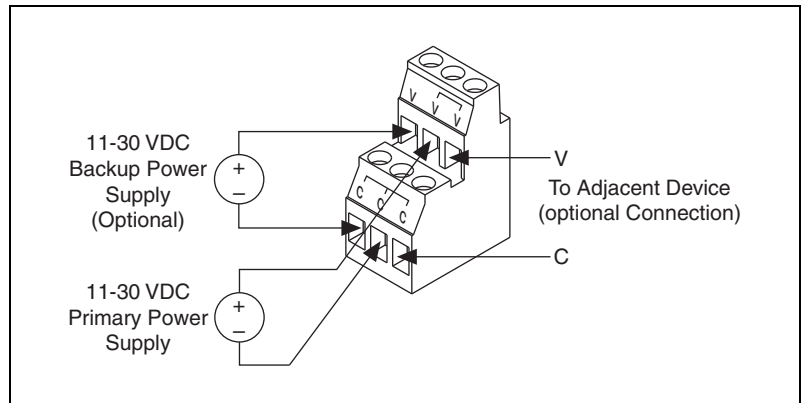 V V V
11-30 VDC
Backup Power
Supply
(Optional)
+
–
C C C
V
To Adjacent Device
(optional Connection)
C
11-30 VDC
Primary Power
Supply
+
–